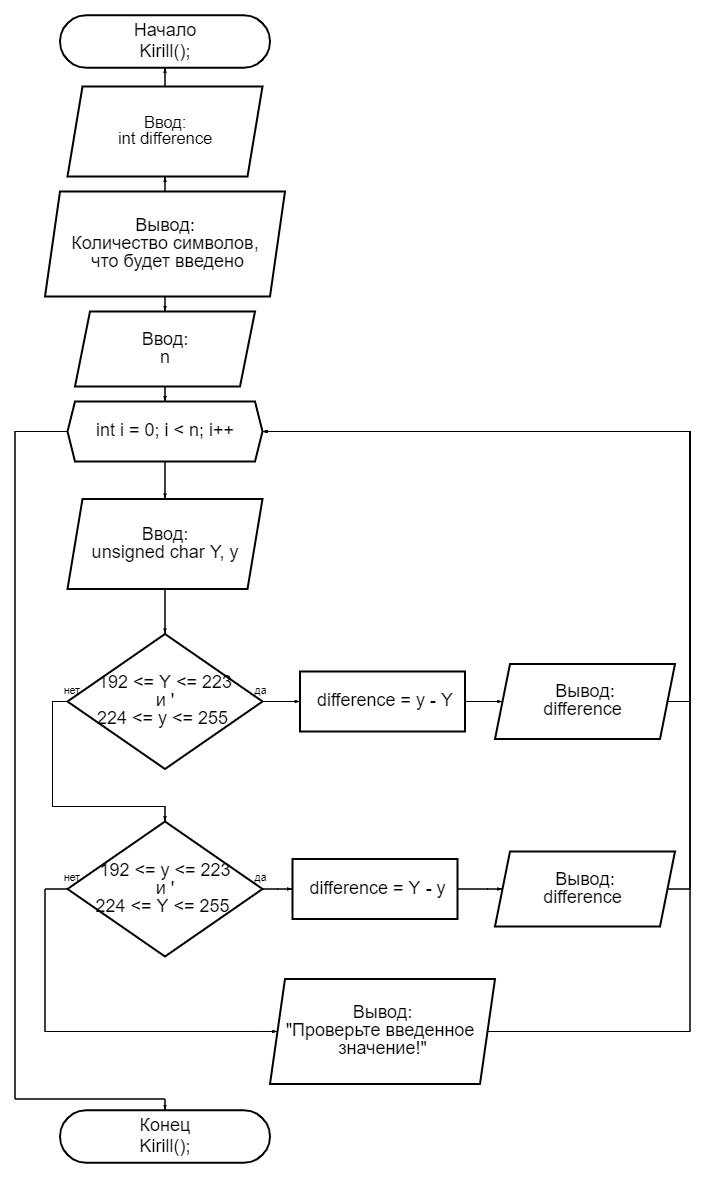 Начало
Kirill();
Ввод:
int difference
Вывод:
Количество символов,
что будет введено
Ввод:
n
int i = 0; i < n; i++
Ввод:
unsigned char Y, y
нет
192 <= Y <= 223
и '
224 <= y <= 255
да
difference = y - Y
Вывод:
difference
нет
192 <= y <= 223
и '
224 <= Y <= 255
да
difference = Y - y
Вывод:
difference
Вывод:
"Проверьте введенное
значение!"
Конец
Kirill();